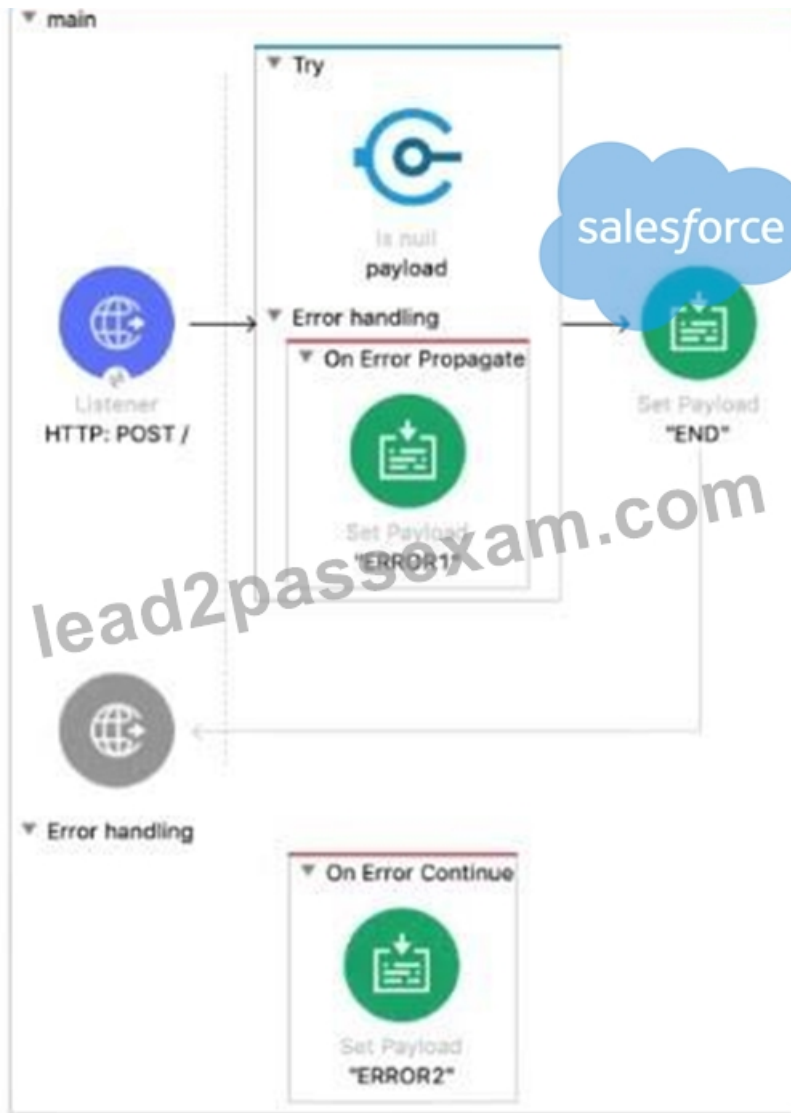 main
Try
salesforce
Is null
payload
Error handling
On Error Propagate
Listener
HTTP: POST /
Set Payload
"END"
Set Payload
"ERROR1"
lead2passexam.com
Error handling
On Error Continue
Set Payload
"ERROR2"